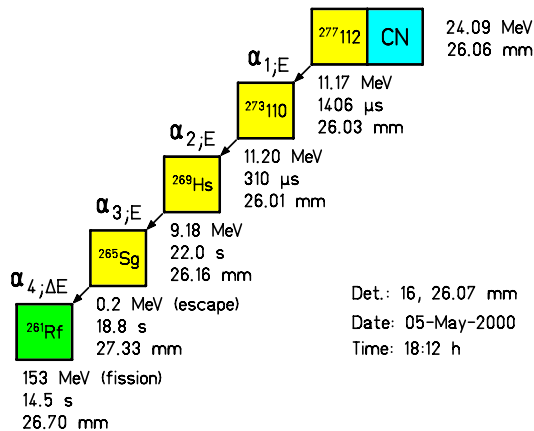 ²⁷⁷112 CN
24.09 MeV
26.06 mm
α₁;E
11.17 MeV
1406 µs
26.03 mm
²⁷³110
α₂;E
11.20 MeV
310 µs
26.01 mm
²⁶⁹Hs
α₃;E
9.18 MeV
22.0 s
26.16 mm
²⁶⁵Sg
α₄;ΔE
0.2 MeV (escape)
18.8 s
27.33 mm
²⁶¹Rf
153 MeV (fission)
14.5 s
26.70 mm
Det.: 16, 26.07 mm
Date: 05-May-2000
Time: 18:12 h